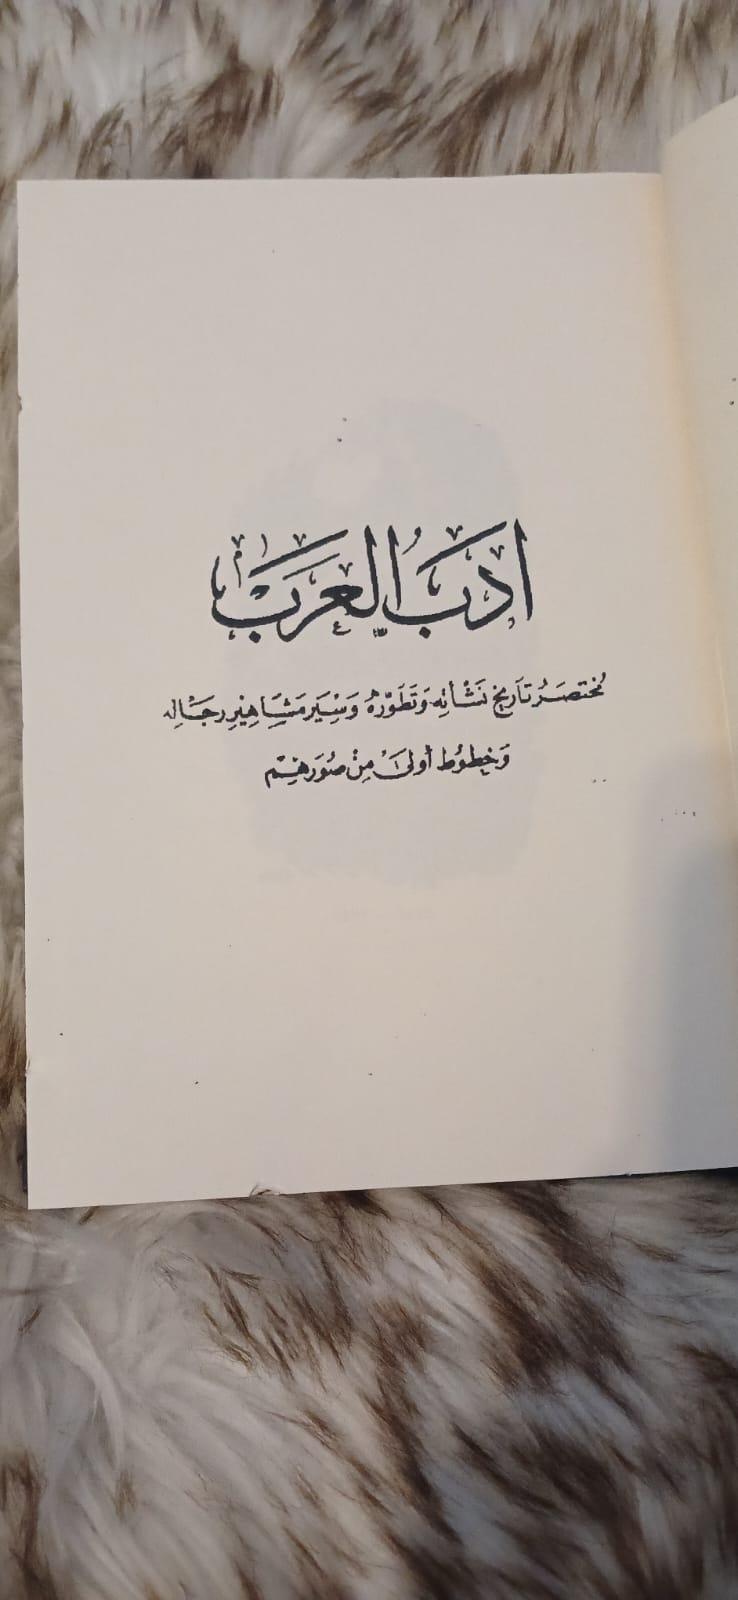 أدب العرب
مختصر تاريخ نشأته وتطوره وسير مشاهير رجاله
وخطوط أولى من صورهم